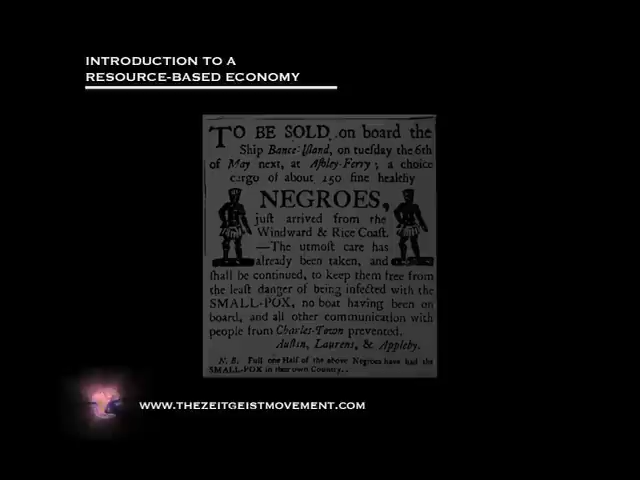 INTRODUCTION TO A
RESOURCE-BASED ECONOMY
TO BE SOLD, on board the
Ship Bance-Iſland, on tueſday the 6th
of May next, at Aſhley-Ferry; a choice
cargo of about 250 fine healthy
NEGROES,
juſt arrived from the
Windward & Rice Coaſt.
—The utmoſt care has
already been taken, and
ſhall be continued, to keep them free from
the leaſt danger of being infected with the
SMALL-POX, no boat having been on
board, and all other communication with
people from Charles-Town prevented.
Auſtin, Laurens, & Appleby.
N. B. Full one Half of the above Negroes have had the
SMALL-POX in their own Country.
WWW.THEZEITGEISTMOVEMENT.COM